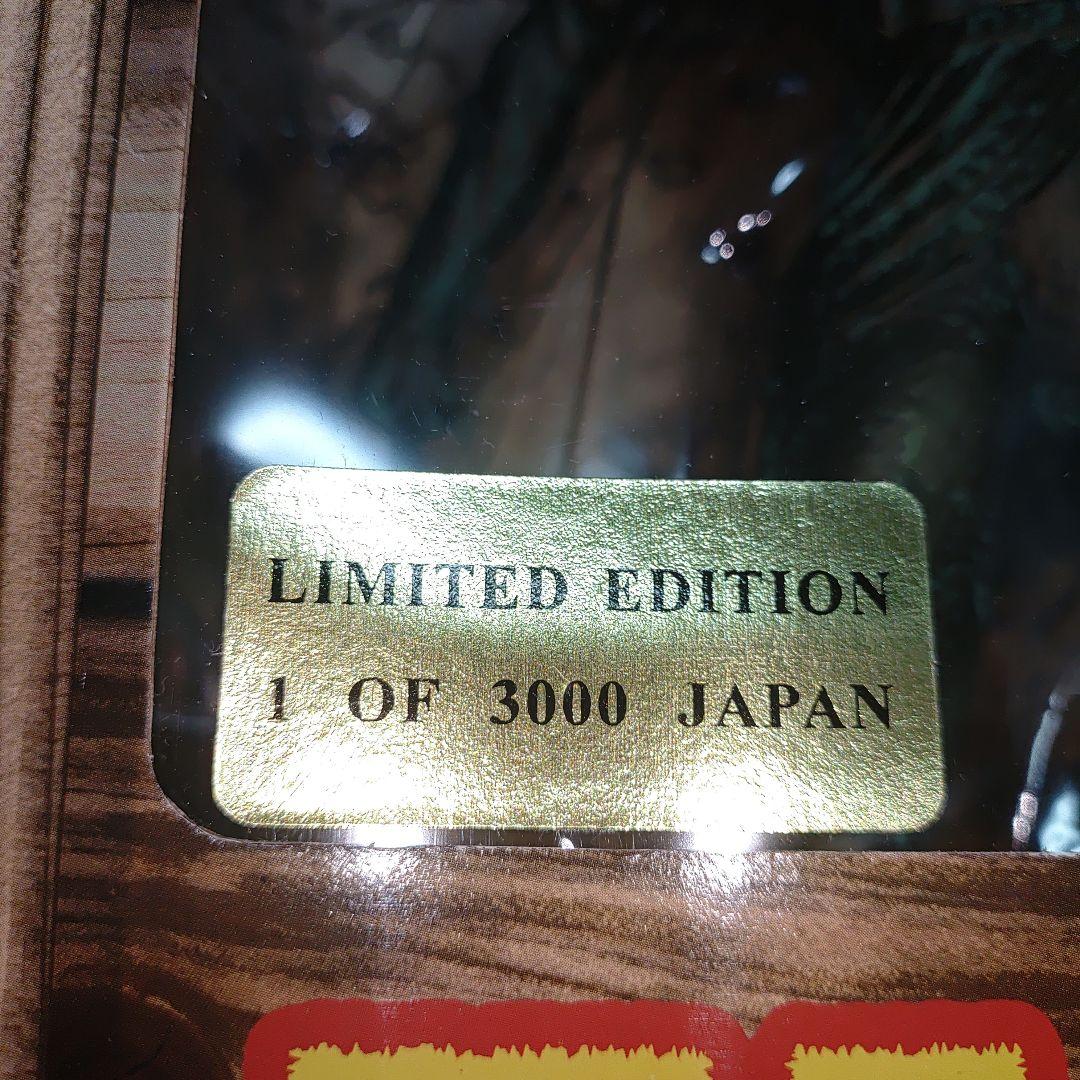 LIMITED EDITION
1 OF 3000 JAPAN